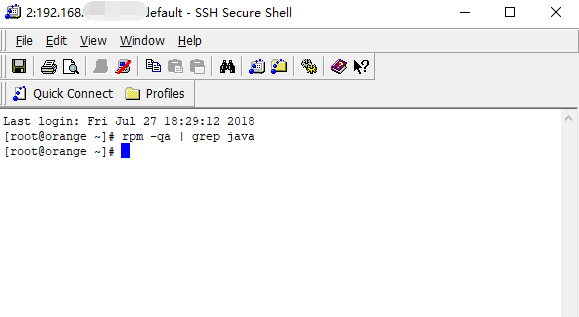 2:192.168. default - SSH Secure Shell
File Edit View Window Help
Quick Connect Profiles
Last login: Fri Jul 27 18:29:12 2018
[root@orange ~]# rpm -qa | grep java
[root@orange ~]#